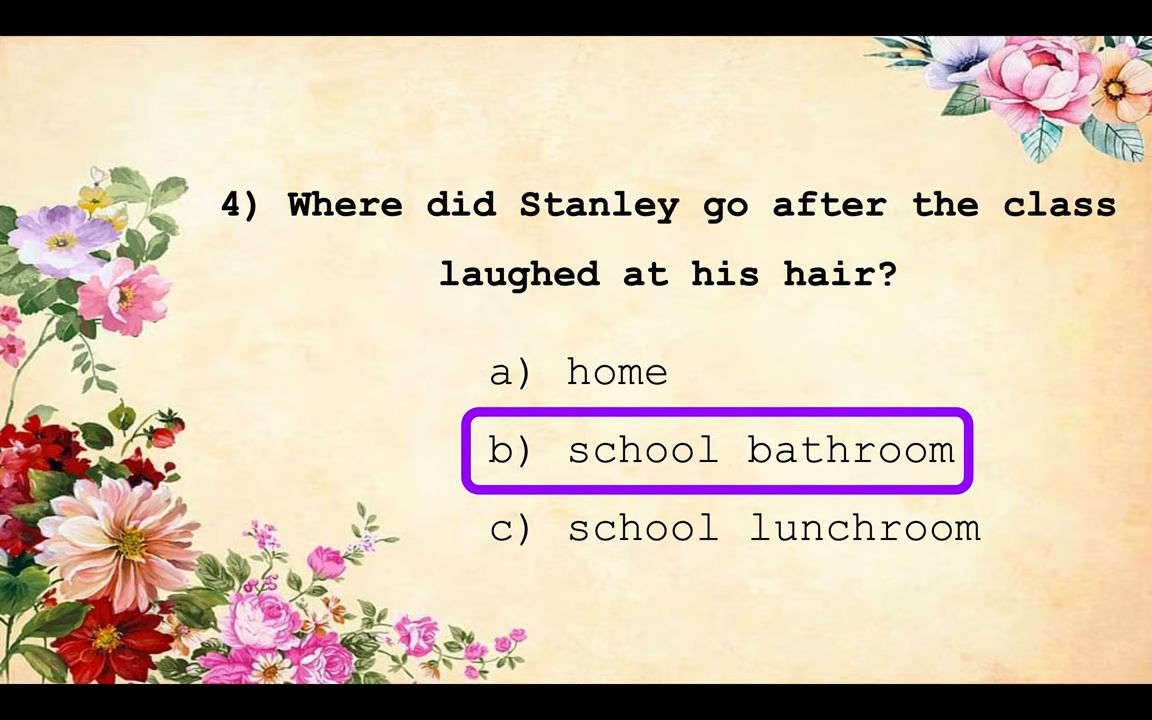 4) Where did Stanley go after the class
laughed at his hair?
a) home
b) school bathroom
c) school lunchroom